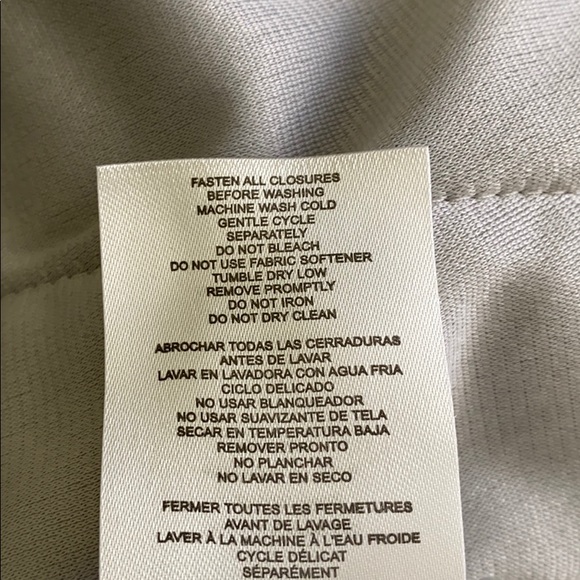 FASTEN ALL CLOSURES
BEFORE WASHING
MACHINE WASH COLD
GENTLE CYCLE
SEPARATELY
DO NOT BLEACH
DO NOT USE FABRIC SOFTENER
TUMBLE DRY LOW
REMOVE PROMPTLY
DO NOT IRON
DO NOT DRY CLEAN
ABROCHAR TODAS LAS CERRADURAS
ANTES DE LAVAR
LAVAR EN LAVADORA CON AGUA FRIA
CICLO DELICADO
NO USAR BLANQUEADOR
NO USAR SUAVIZANTE DE TELA
SECAR EN TEMPERATURA BAJA
REMOVER PRONTO
NO PLANCHAR
NO LAVAR EN SECO
FERMER TOUTES LES FERMETURES
AVANT DE LAVAGE
LAVER À LA MACHINE À L'EAU FROIDE
CYCLE DÉLICAT
SÉPARÉMENT